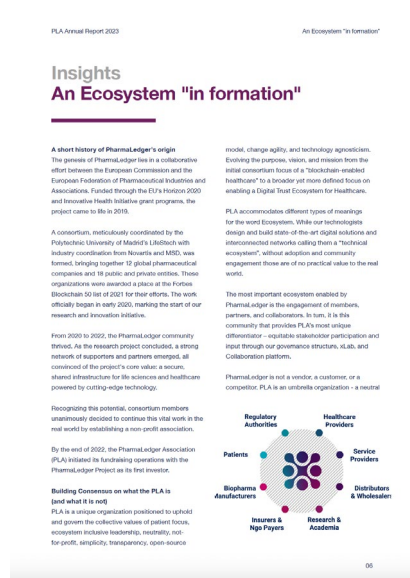 PLA Annual Report 2023
An Ecosystem "in formation"
Insights
An Ecosystem "in formation"
A short history of PharmaLedger's origin
The genesis of PharmaLedger lies in a collaborative
effort between the European Commission and the
European Federation of Pharmaceutical Industries and
Associations. Funded through the EU's Horizon 2020
and Innovative Health Initiative grant programs, the
project came to life in 2019.
A consortium, meticulously coordinated by the
Polytechnic University of Madrid's LifeStech with
industry coordination from Novartis and MSD, was
formed, bringing together 12 global pharmaceutical
companies and 18 public and private entities. These
organizations were awarded a place at the Forbes
Blockchain 50 list of 2021 for their efforts. The work
officially began in early 2020, marking the start of our
research and innovation initiative.
From 2020 to 2022, the PharmaLedger community
thrived. As the research project concluded, a strong
network of supporters and partners emerged, all
convinced of the project's core value: a secure,
shared infrastructure for life sciences and healthcare
powered by cutting-edge technology.
Recognizing this potential, consortium members
unanimously decided to continue this vital work in the
real world by establishing a non-profit association.
By the end of 2022, the PharmaLedger Association
(PLA) initiated its fundraising operations with the
PharmaLedger Project as its first investor.
Building Consensus on what the PLA is
(and what it is not)
PLA is a unique organization positioned to uphold
and govern the collective values of patient focus,
ecosystem inclusive leadership, neutrality, not-
for-profit, simplicity, transparency, open-source
model, change agility, and technology agnosticism.
Evolving the purpose, vision, and mission from the
initial consortium focus of a "blockchain-enabled
healthcare" to a broader yet more defined focus on
enabling a Digital Trust Ecosystem for Healthcare.
PLA accommodates different types of meanings
for the word Ecosystem. While our technologists
design and build state-of-the-art digital solutions and
interconnected networks calling them a "technical
ecosystem", without adoption and community
engagement those are of no practical value to the real
world.
The most important ecosystem enabled by
PharmaLedger is the engagement of members,
partners, and collaborators. In turn, it is this
community that provides PLA's most unique
differentiator – equitable stakeholder participation and
input through our governance structure, xLab, and
Collaboration platform.
PharmaLedger is not a vendor, a customer, or a
competitor. PLA is an umbrella organization - a neutral
Regulatory
Authorities
Healthcare
Providers
Patients
Service
Providers
Biopharma
Manufacturers
Distributors
& Wholesalers
Insurers &
Ngo Payers
Research &
Academia
06